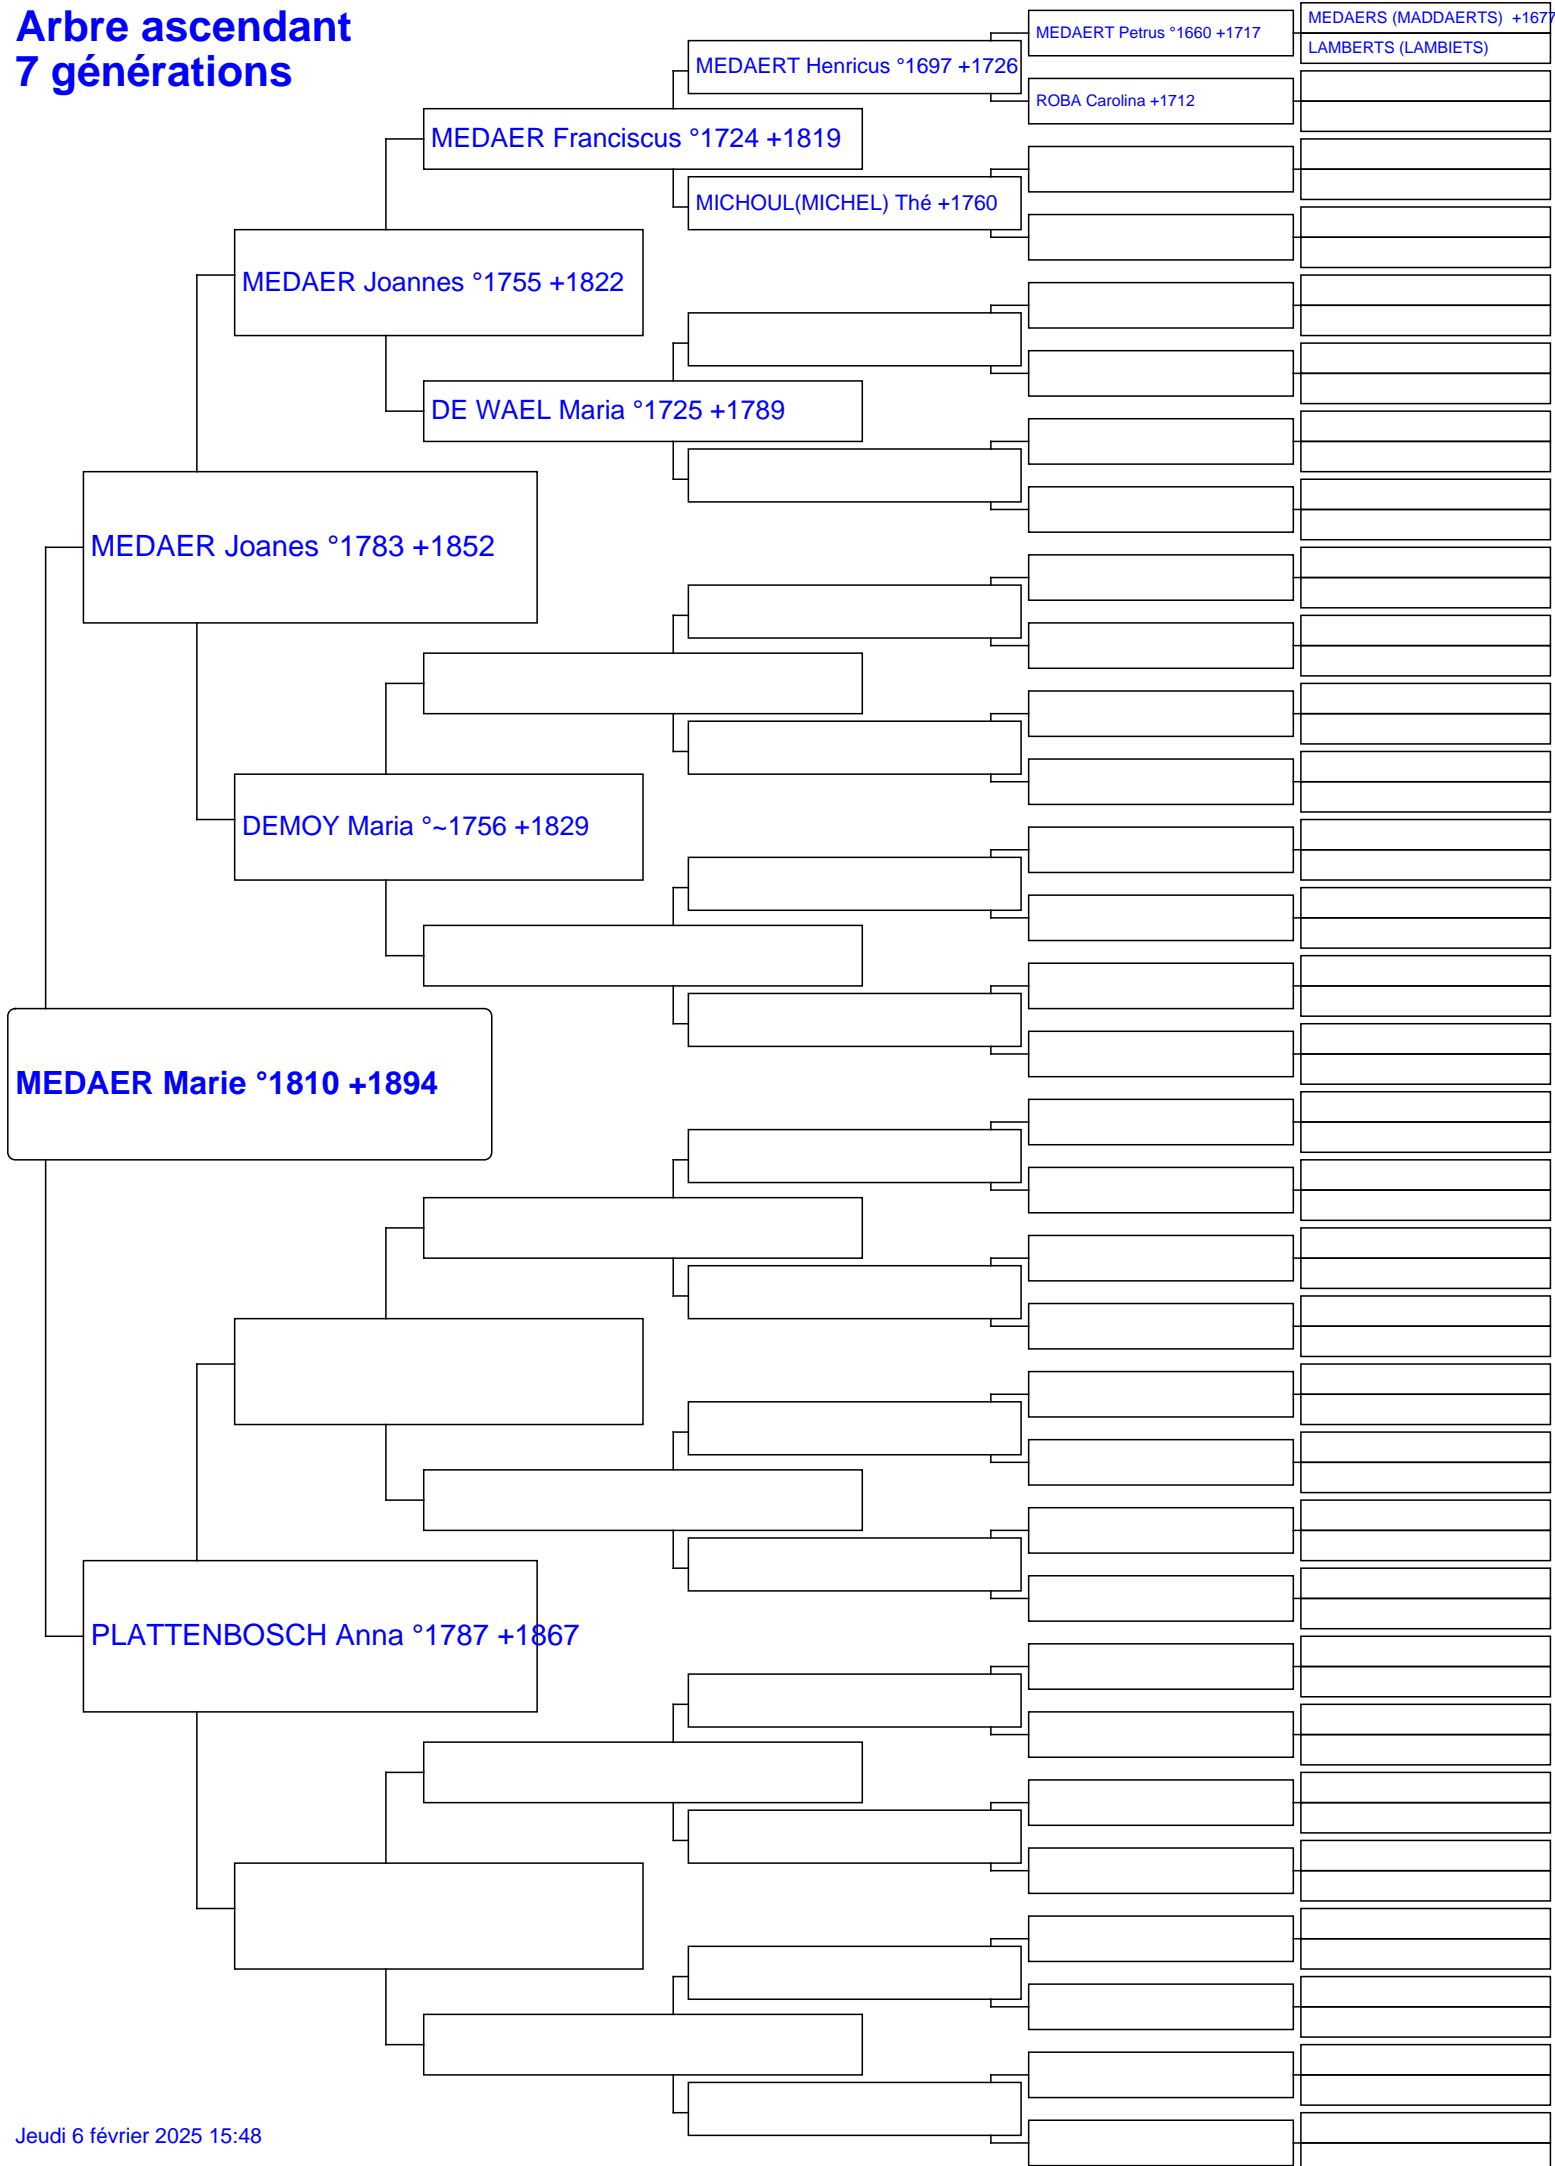 Arbre ascendant
7 générations
MEDAERS (MADDAERTS) +1677
MEDAERT Petrus °1660 +1717
LAMBERTS (LAMBIETS)
MEDAERT Henricus °1697 +1726
ROBA Carolina +1712
MEDAER Franciscus °1724 +1819
MICHOUL(MICHEL) Thé +1760
MEDAER Joannes °1755 +1822
DE WAEL Maria °1725 +1789
MEDAER Joanes °1783 +1852
DEMOY Maria °~1756 +1829
MEDAER Marie °1810 +1894
PLATTENBOSCH Anna °1787 +1867
Jeudi 6 février 2025 15:48